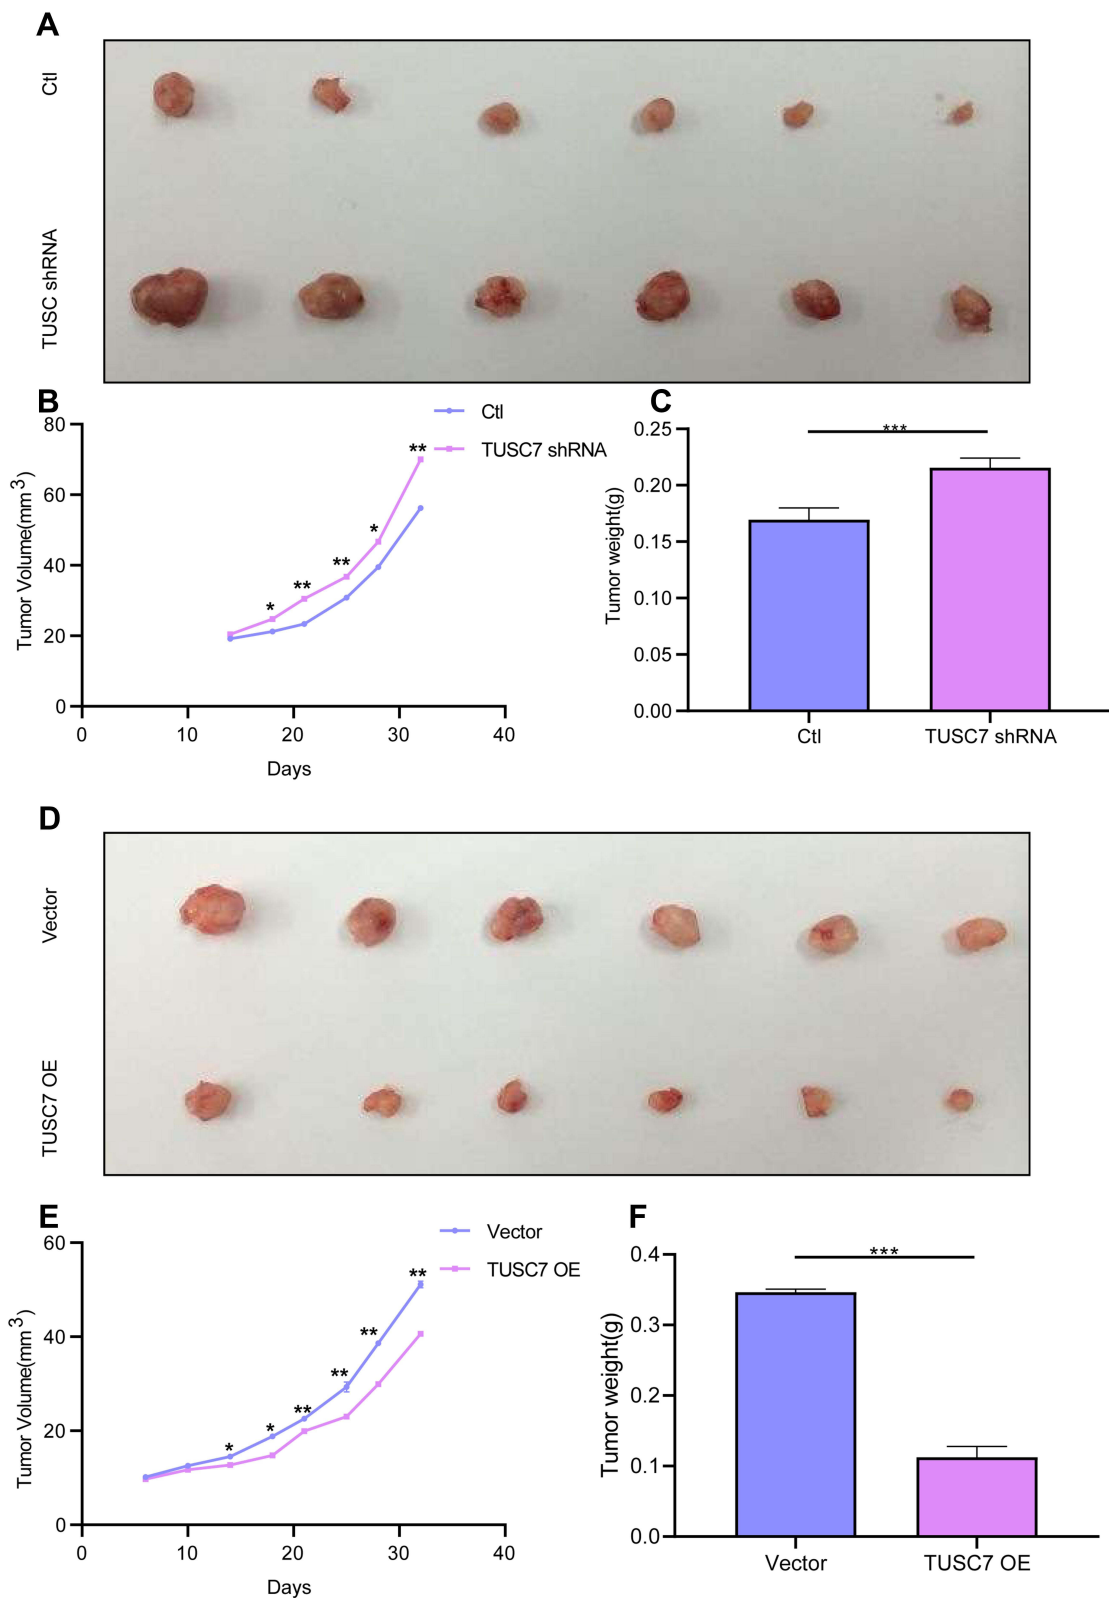 A
Ctl
TUSC shRNA
B
Ctl
TUSC7 shRNA
80
60
40
20
0
Tumor Volume(mm3)
*
**
**
*
**
0
10
20
30
40
Days
C
0.25
0.20
0.15
0.10
0.05
0.00
Tumor weight(g)
***
Ctl
TUSC7 shRNA
D
Vector
TUSC7 OE
E
Vector
TUSC7 OE
60
40
20
0
Tumor Volume(mm3)
*
*
**
**
**
**
0
10
20
30
40
Days
F
0.4
0.3
0.2
0.1
0.0
Tumor weight(g)
***
Vector
TUSC7 OE